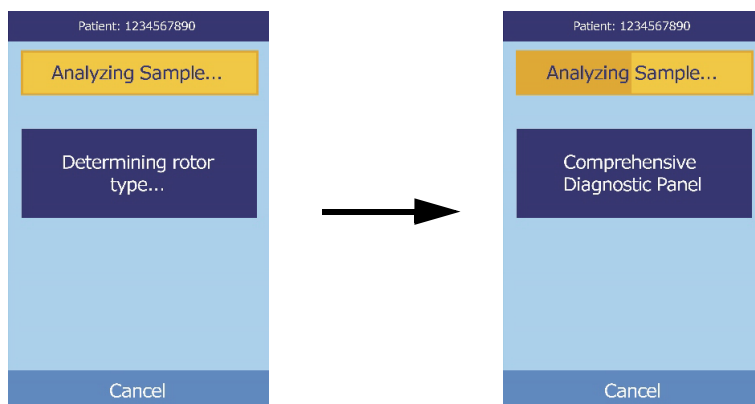 Patient: 1234567890
Analyzing Sample...
Determining rotor
type...
Cancel
Patient: 1234567890
Analyzing Sample...
Comprehensive
Diagnostic Panel
Cancel